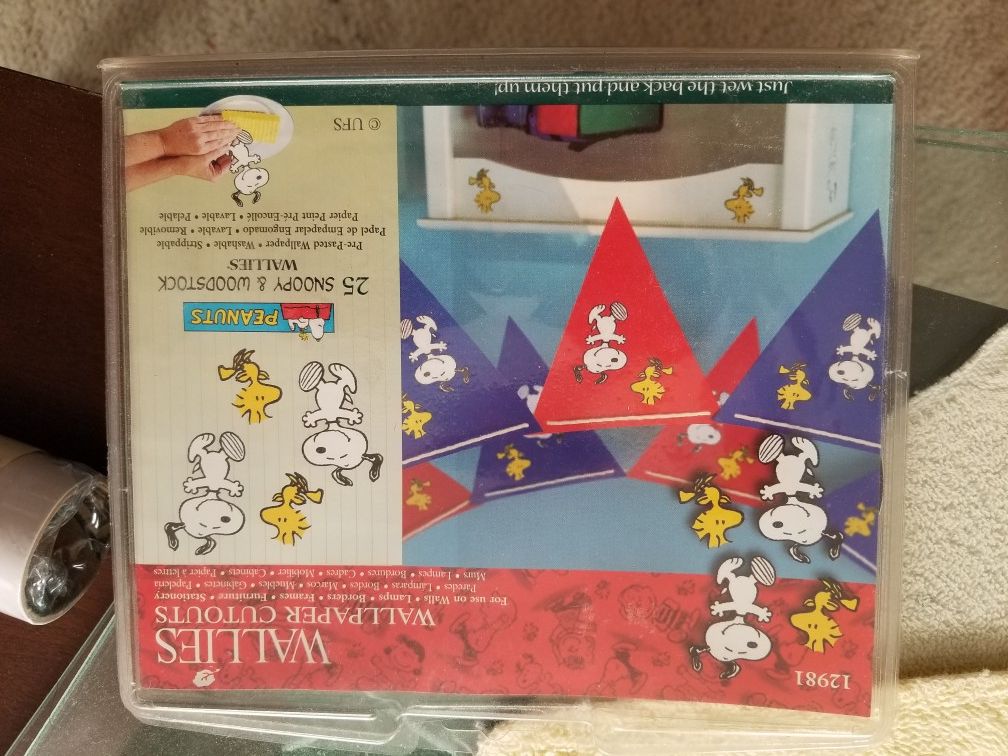 12981
WALLIES
WALLPAPER CUTOUTS
For use on Walls • Lamps • Borders • Frames • Furniture • Stationery
Paredes • Lámparas • Bordes • Marcos • Muebles • Gabinetes • Papelería
Murs • Lampes • Bordures • Cadres • Mobilier • Cabinets • Papier à lettres
PEANUTS
25 SNOOPY & WOODSTOCK
WALLIES
Pre-Pasted Wallpaper • Washable • Strippable
Papel de Empapelar Engomado • Lavable • Removible
Papier Peint Pré-Encollé • Lavable • Pelable
© UFS
Just wet the back and put them up!